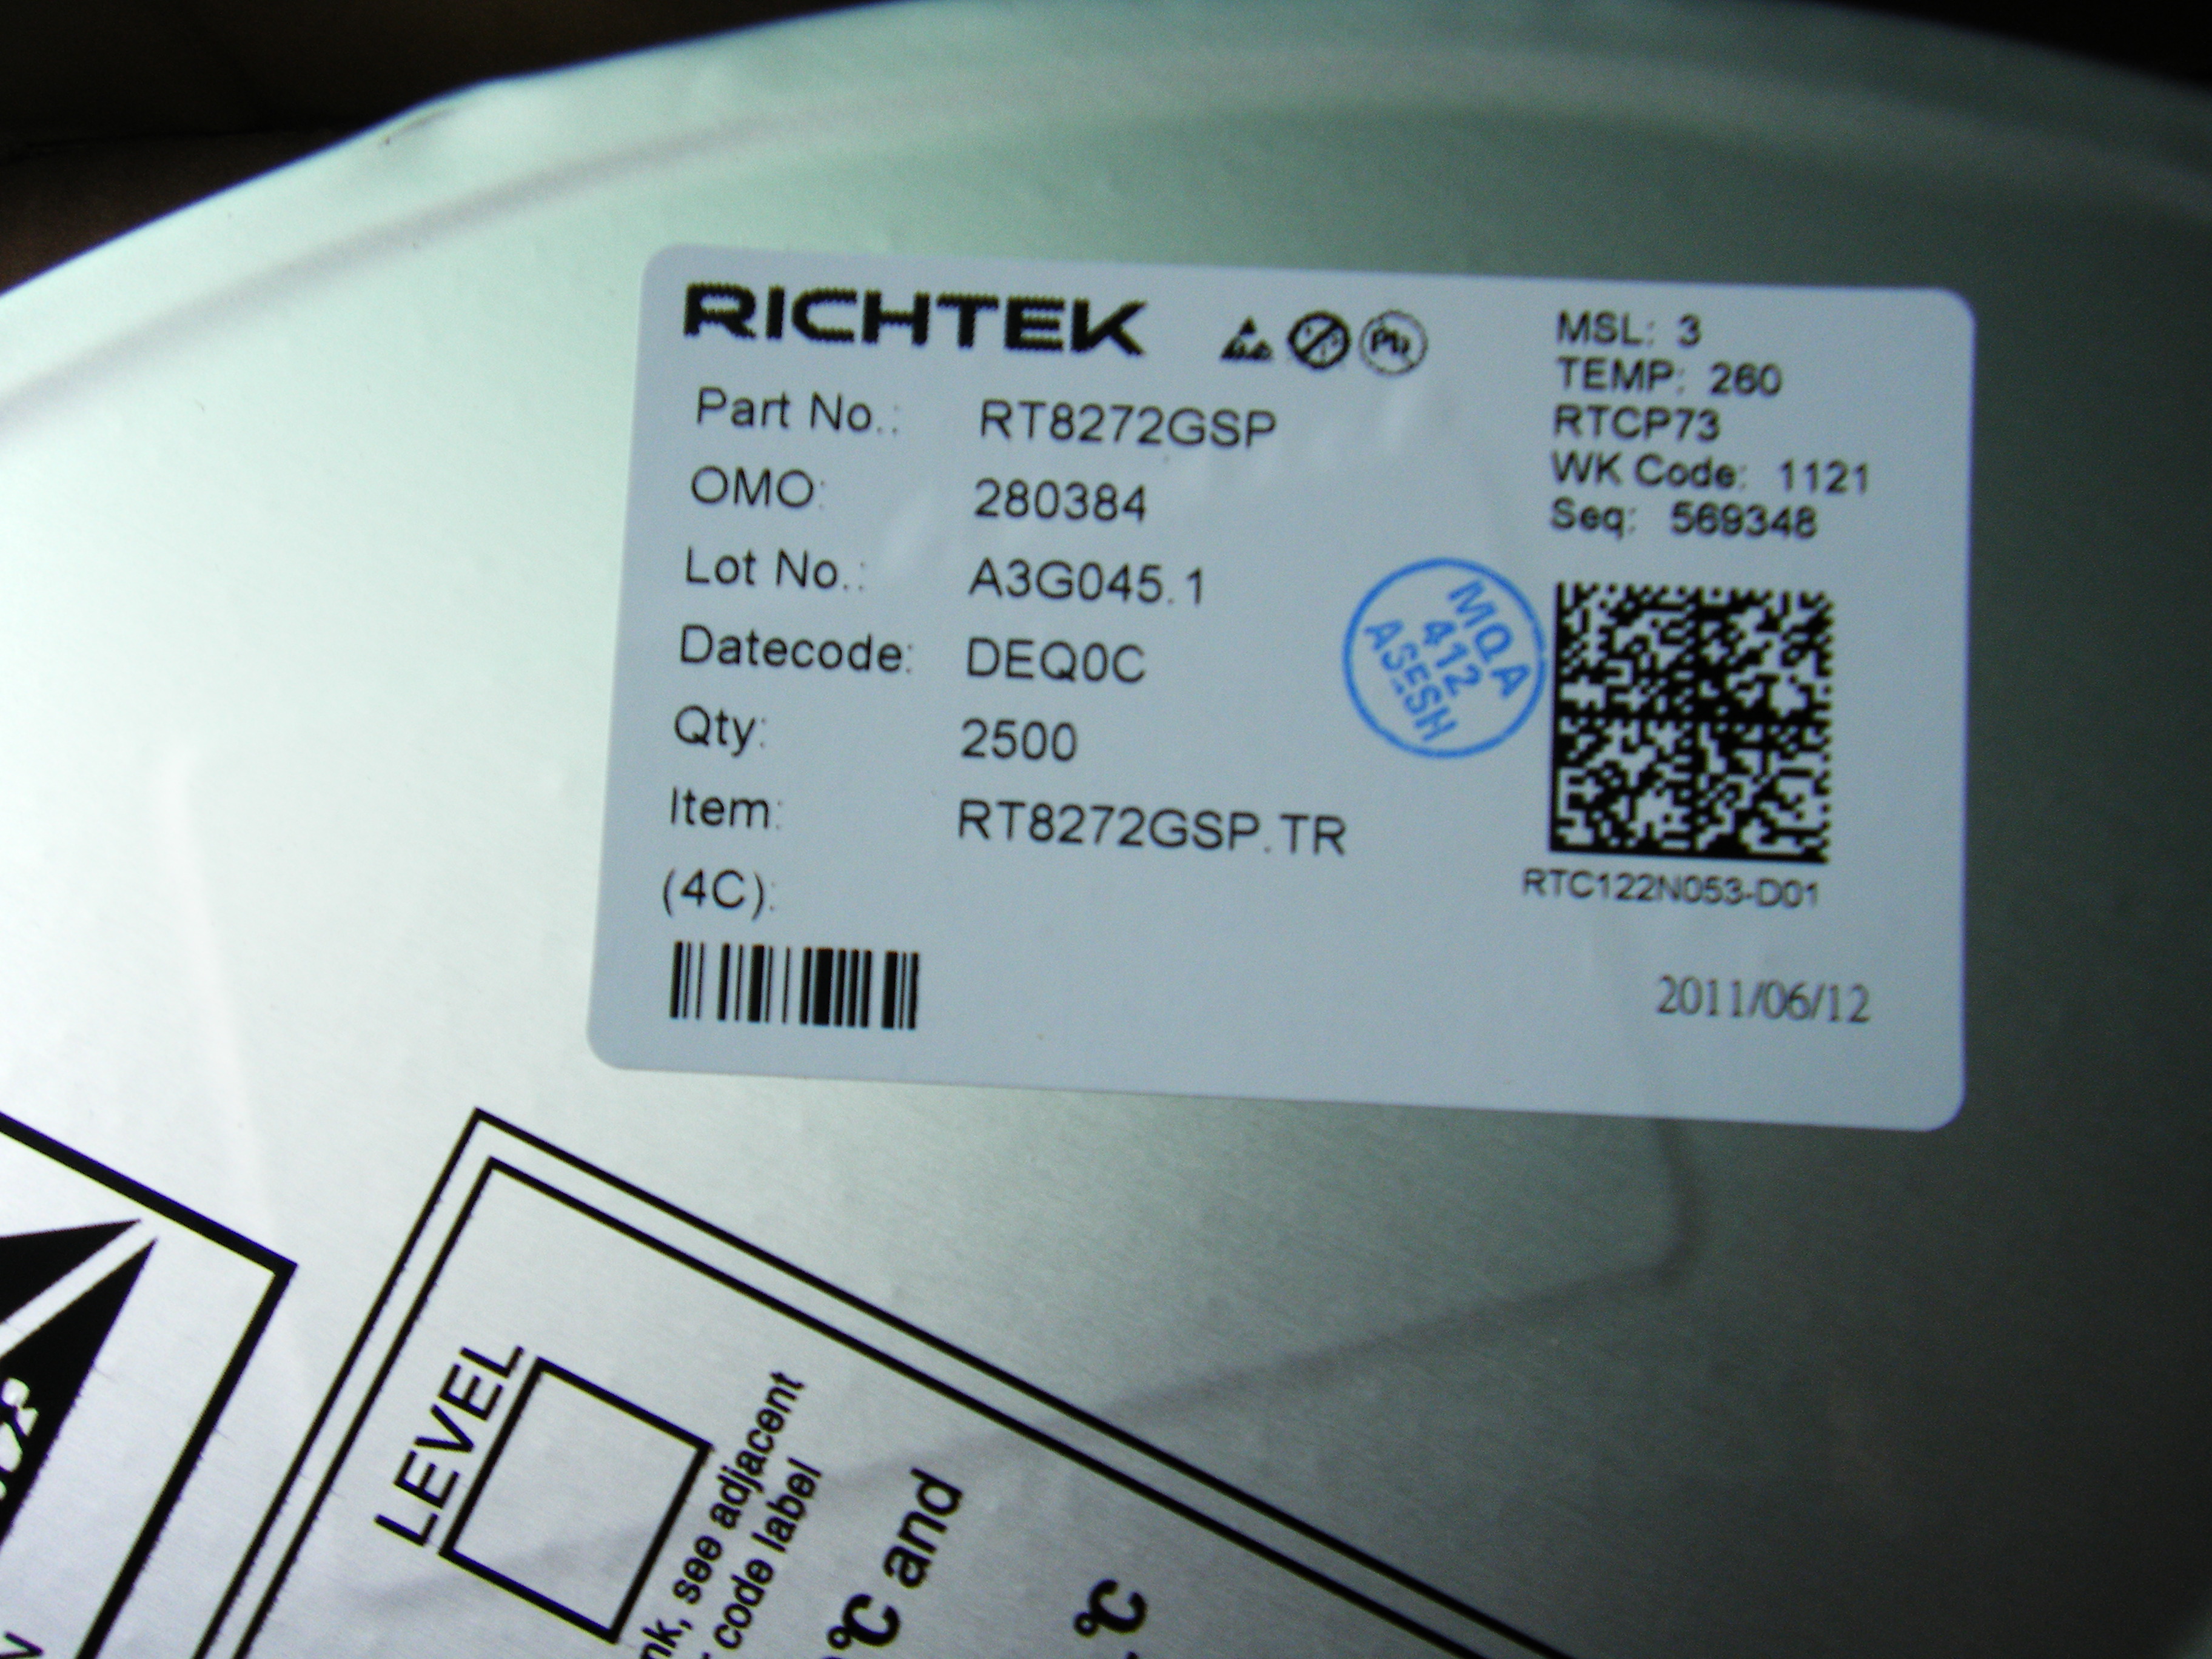 RICHTEK
Pb
MSL: 3
TEMP: 260
RTCP73
WK Code: 1121
Seq: 569348
Part No.: RT8272GSP
OMO: 280384
Lot No.: A3G045.1
Datecode: DEQ0C
Qty: 2500
Item: RT8272GSP.TR
(4C):
MQA
412
ASESH
RTC122N053-D01
2011/06/12
LEVEL
see adjacent
code label
°C and
°C